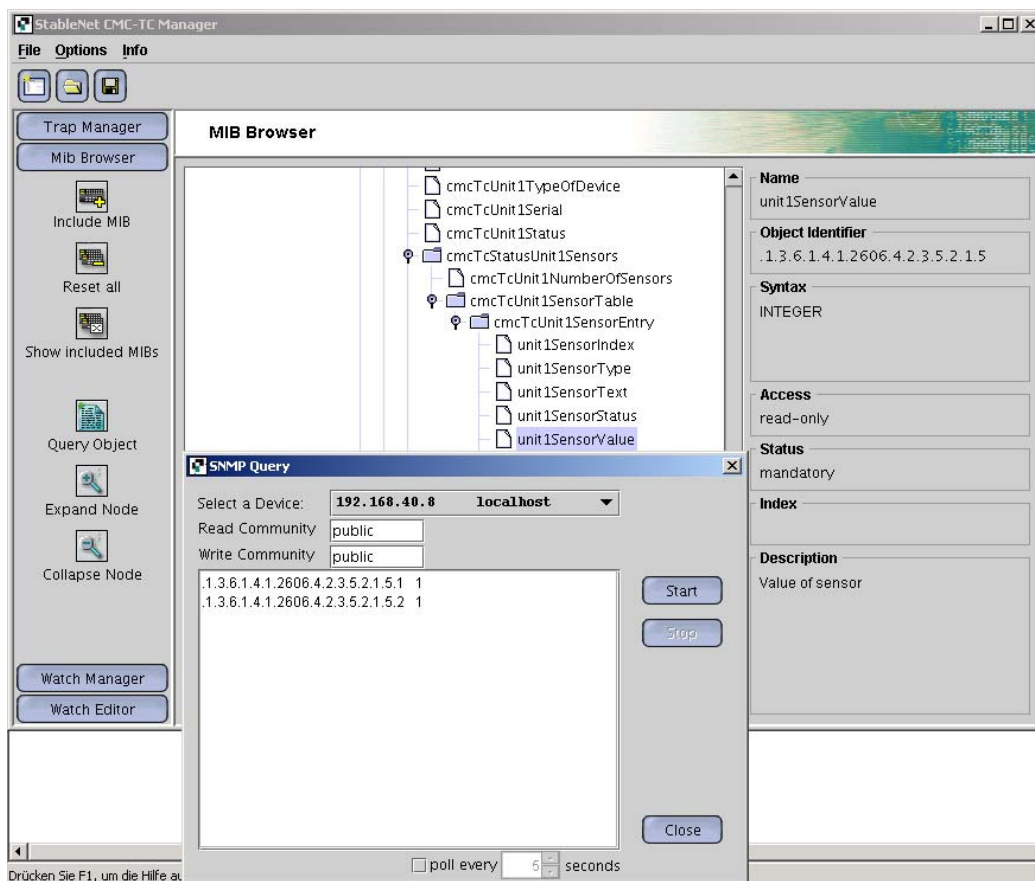 StableNet CMC-TC Manager
File Options Info
Trap Manager
Mib Browser
Include MIB
Reset all
Show included MIBs
Query Object
Expand Node
Collapse Node
Watch Manager
Watch Editor
MIB Browser
cmcTcUnit1TypeOfDevice
cmcTcUnit1Serial
cmcTcUnit1Status
cmcTcStatusUnit1Sensors
cmcTcUnit1NumberOfSensors
cmcTcUnit1SensorTable
cmcTcUnit1SensorEntry
unit1SensorIndex
unit1SensorType
unit1SensorText
unit1SensorStatus
unit1SensorValue
Name
unit1SensorValue
Object Identifier
.1.3.6.1.4.1.2606.4.2.3.5.2.1.5
Syntax
INTEGER
Access
read-only
Status
mandatory
Index
Description
Value of sensor
SNMP Query
Select a Device: 192.168.40.8 localhost
Read Community public
Write Community public
.1.3.6.1.4.1.2606.4.2.3.5.2.1.5.1 1
.1.3.6.1.4.1.2606.4.2.3.5.2.1.5.2 1
Start
Stop
Close
poll every 5 seconds
Drücken Sie F1, um die Hilfe au